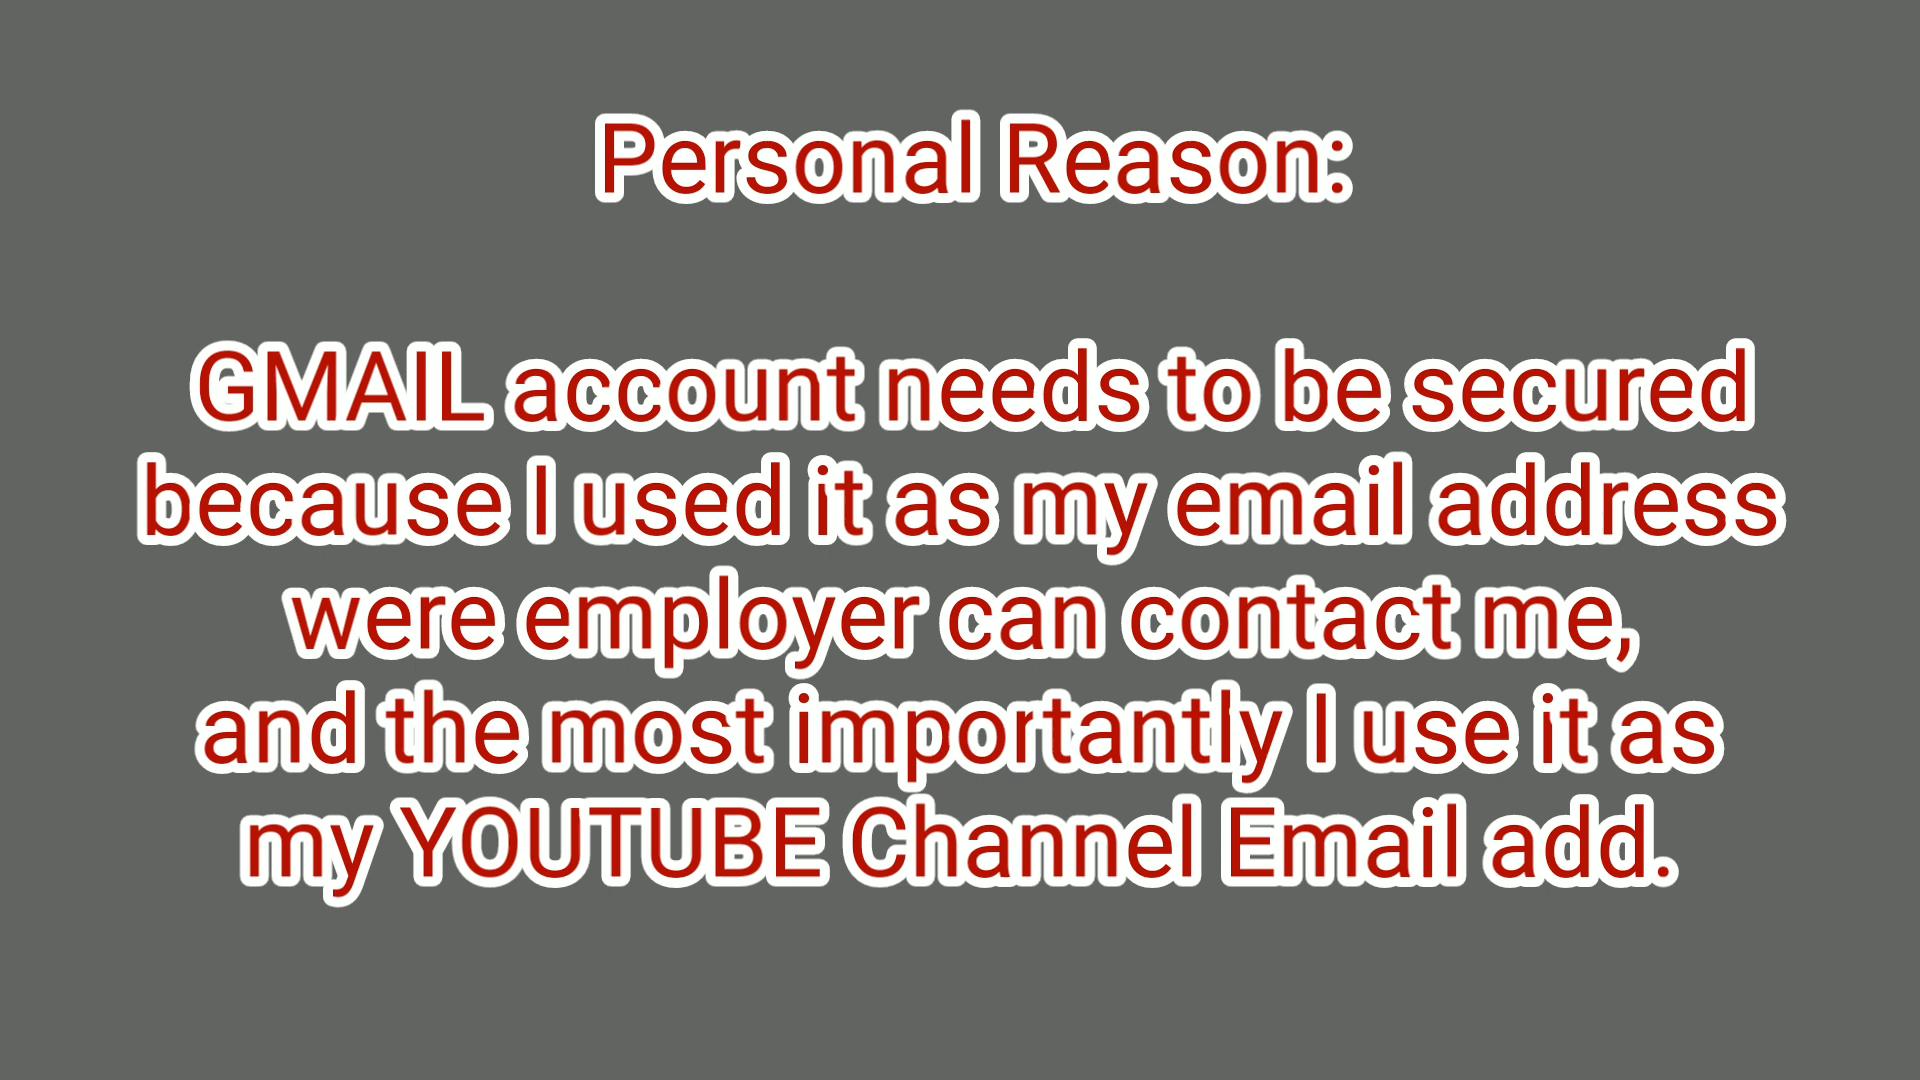 Personal Reason:
GMAIL account needs to be secured
because I used it as my email address
were employer can contact me,
and the most importantly I use it as
my YOUTUBE Channel Email add.